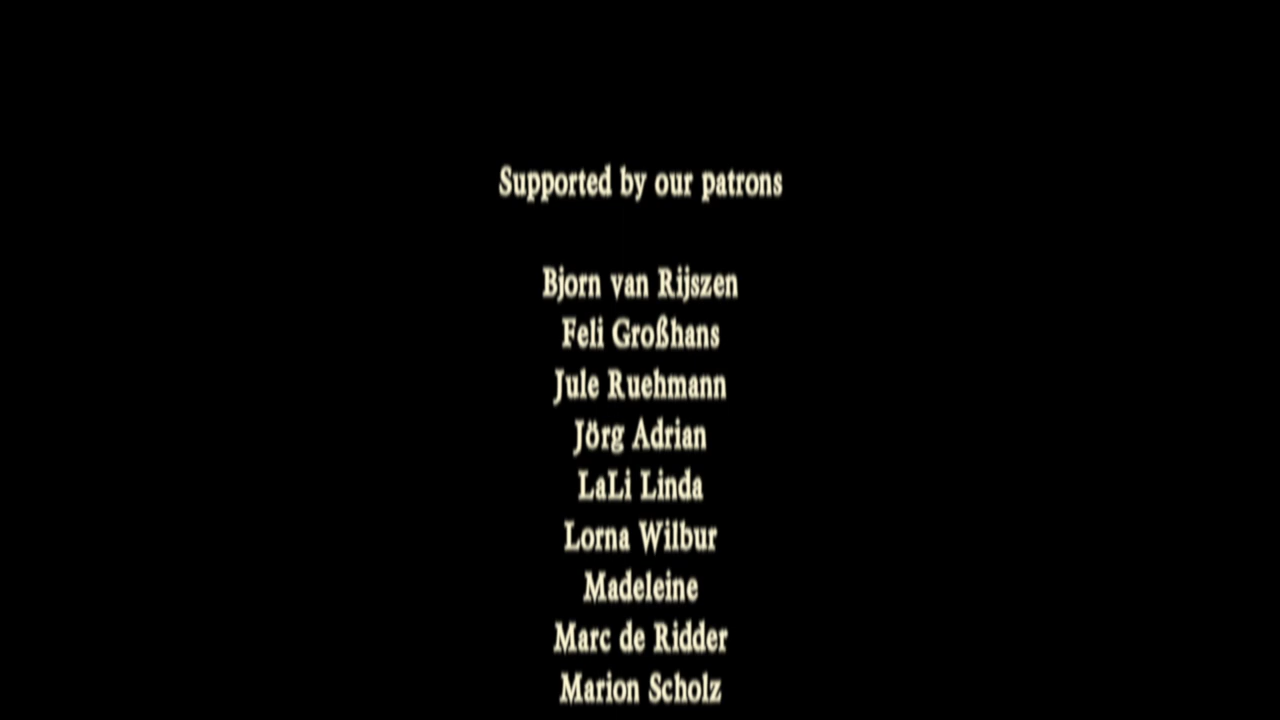 Supported by our patrons
Bjorn van Rijszen
Feli Großhans
Jule Ruehmann
Jörg Adrian
LaLi Linda
Lorna Wilbur
Madeleine
Marc de Ridder
Marion Scholz